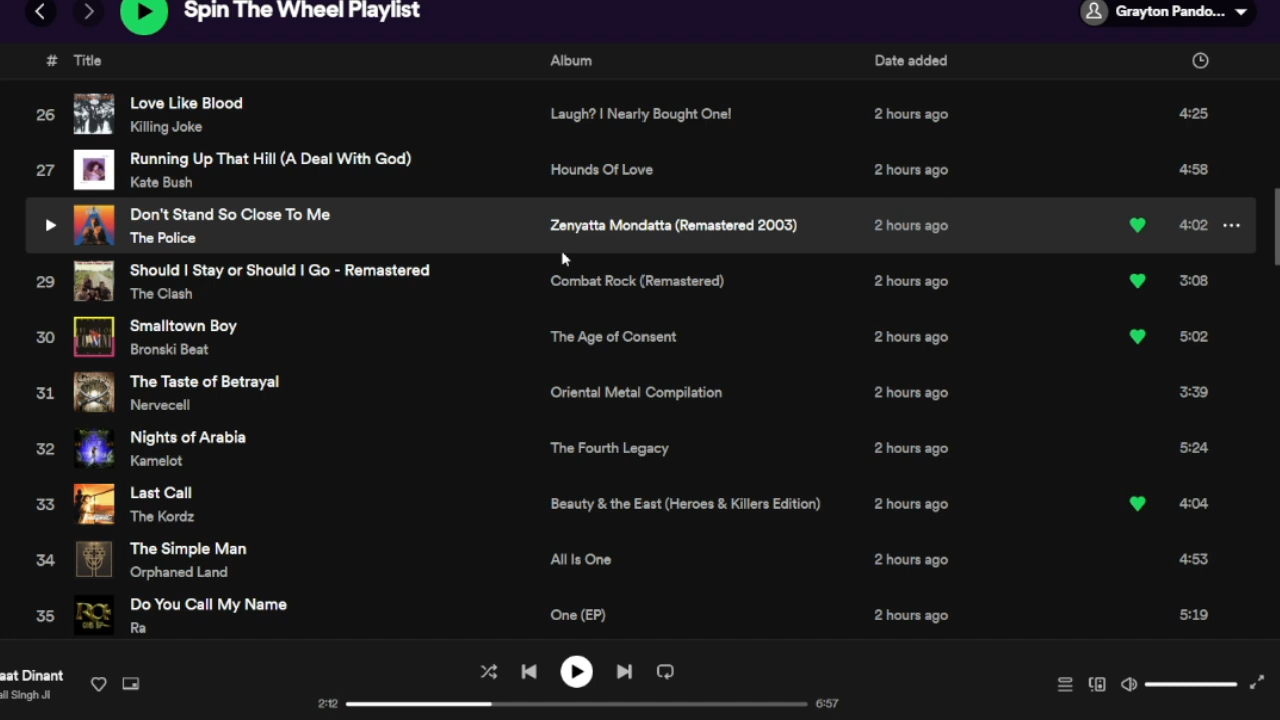 Spin The Wheel Playlist
Grayton Pando...
# Title Album Date added
26 Love Like Blood Laugh? I Nearly Bought One! 2 hours ago 4:25
Killing Joke
27 Running Up That Hill (A Deal With God) Hounds Of Love 2 hours ago 4:58
Kate Bush
Don't Stand So Close To Me Zenyatta Mondatta (Remastered 2003) 2 hours ago 4:02
The Police
29 Should I Stay or Should I Go - Remastered Combat Rock (Remastered) 2 hours ago 3:08
The Clash
30 Smalltown Boy The Age of Consent 2 hours ago 5:02
Bronski Beat
31 The Taste of Betrayal Oriental Metal Compilation 2 hours ago 3:39
Nervecell
32 Nights of Arabia The Fourth Legacy 2 hours ago 5:24
Kamelot
33 Last Call Beauty & the East (Heroes & Killers Edition) 2 hours ago 4:04
The Kordz
34 The Simple Man All Is One 2 hours ago 4:53
Orphaned Land
35 Do You Call My Name One (EP) 2 hours ago 5:19
Ra
aat Dinant
ail Singh Ji
2:12 6:57